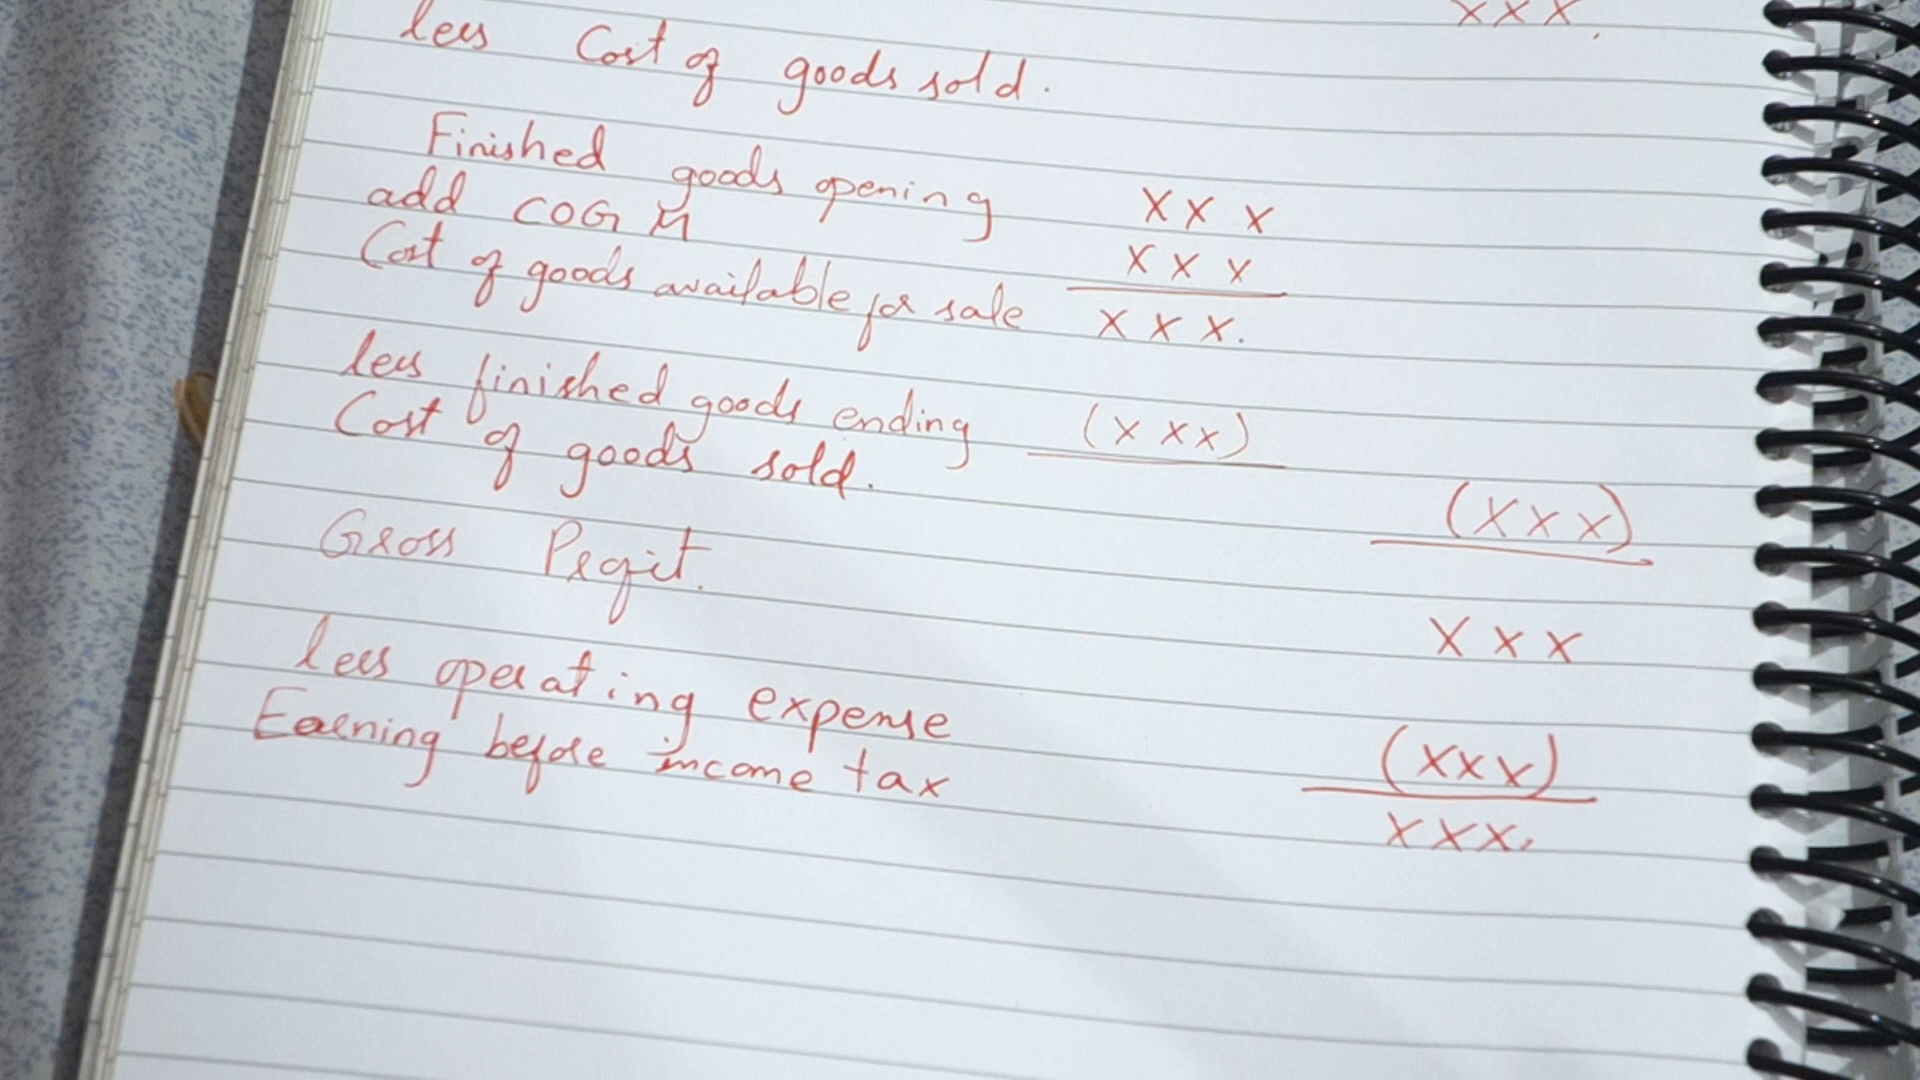 XXX.
less Cost of goods sold.
Finished goods opening XXX
add COGM XXX
Cost of goods available for sale XXX.
less finished goods ending (XXX)
Cost of goods sold. (XXX)
Gross Profit. XXX
less operating expense (XXX)
Earning before income tax XXX.